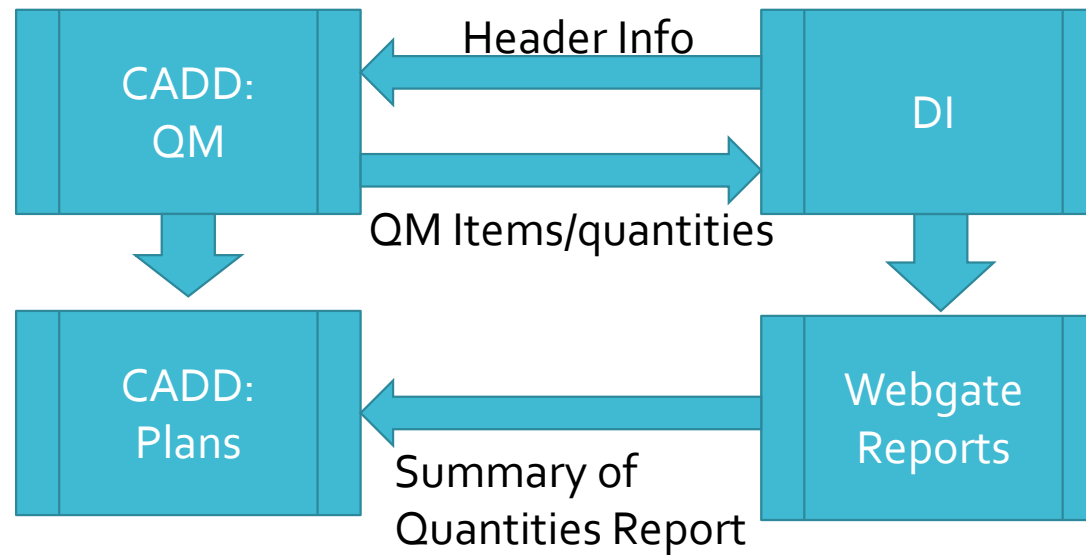 Header Info
CADD:
QM
DI
QM Items/quantities
CADD:
Plans
Webgate
Reports
Summary of
Quantities Report